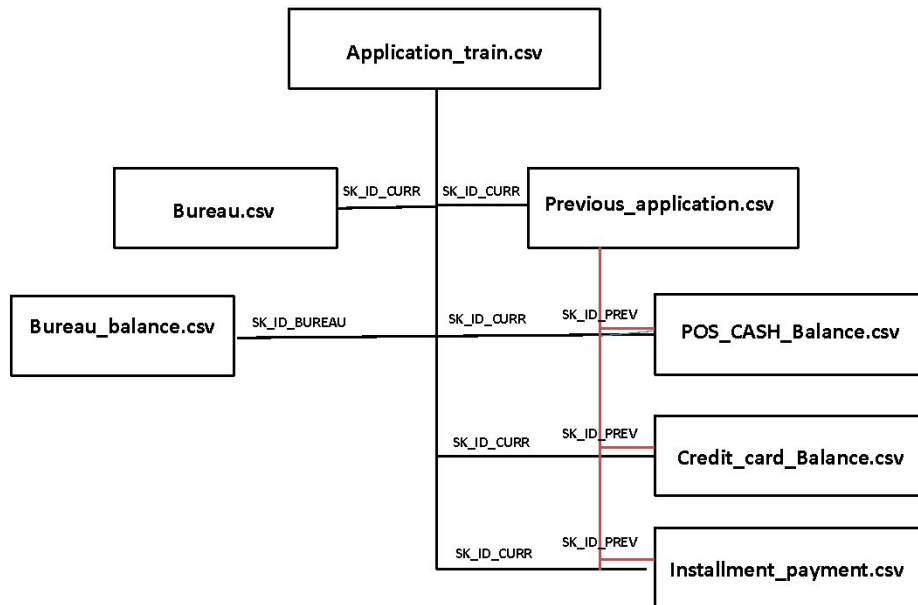 Application_train.csv
SK_ID_CURR SK_ID_CURR
Bureau.csv
Previous_application.csv
Bureau_balance.csv
SK_ID_BUREAU
SK_ID_CURR
SK_ID_PREV
POS_CASH_Balance.csv
SK_ID_CURR
SK_ID_PREV
Credit_card_Balance.csv
SK_ID_CURR
SK_ID_PREV
Installment_payment.csv